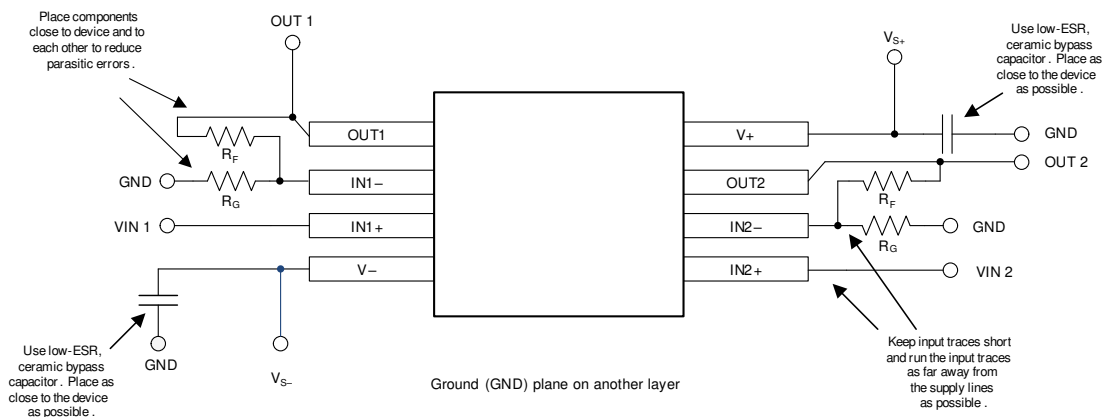 Place components
close to device and to
each other to reduce
parasitic errors .
OUT 1
VS+
Use low-ESR,
ceramic bypass
capacitor . Place as
close to the device
as possible .
OUT1
V+
GND
RF
OUT 2
GND
RG
IN1−
OUT2
RF
VIN 1
IN1+
IN2−
RG
GND
V−
IN2+
VIN 2
GND
Use low-ESR,
ceramic bypass
capacitor . Place as
close to the device
as possible .
VS−
Ground (GND) plane on another layer
Keep input traces short
and run the input traces
as far away from
the supply lines
as possible .